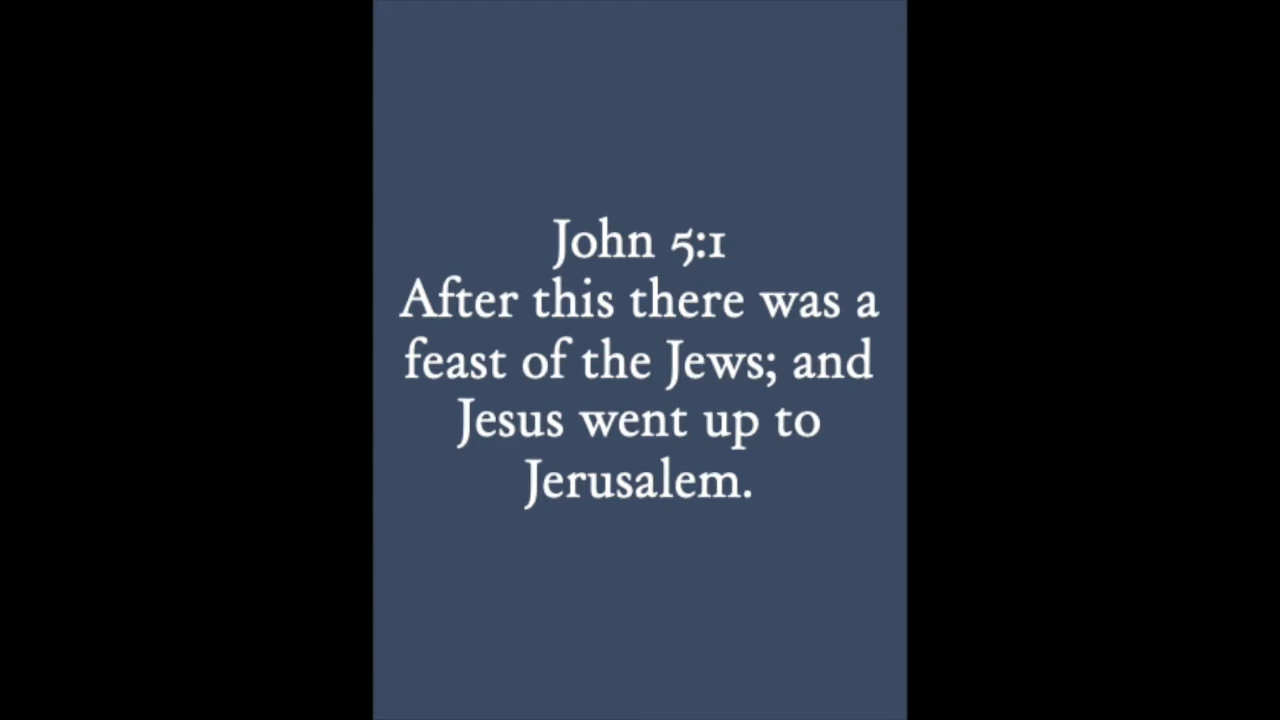 John 5:1
After this there was a
feast of the Jews; and
Jesus went up to
Jerusalem.